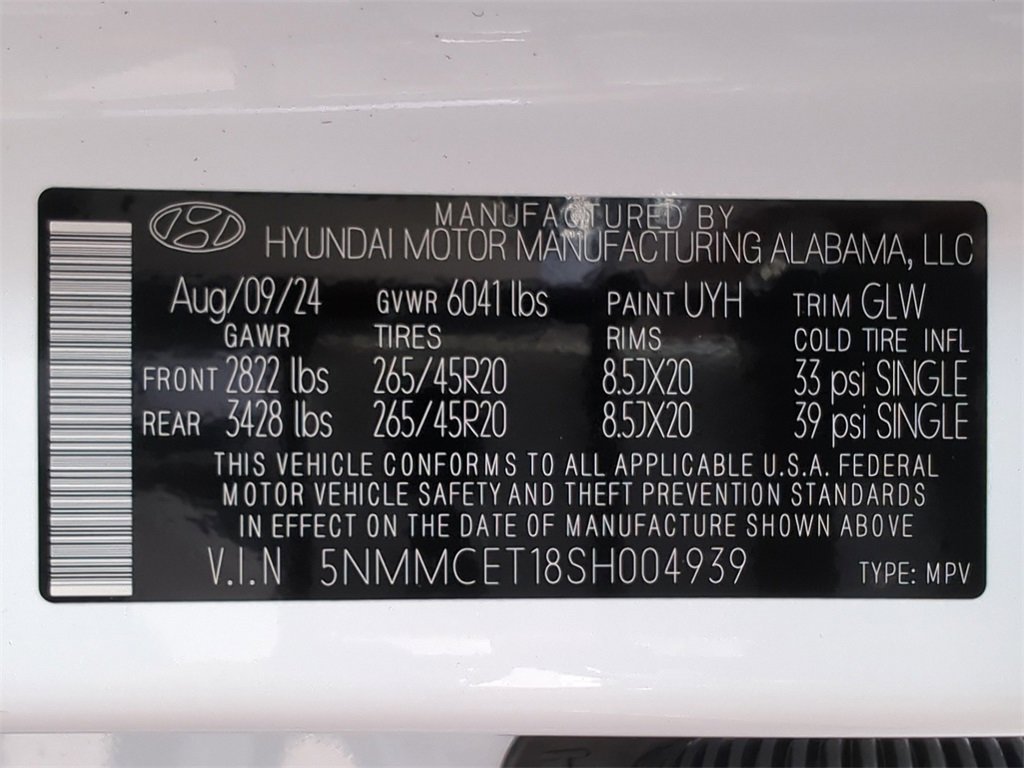 MANUFACTURED BY
HYUNDAI MOTOR MANUFACTURING ALABAMA, LLC
Aug/09/24 GVWR 6041 lbs PAINT UYH TRIM GLW
GAWR TIRES RIMS COLD TIRE INFL
FRONT 2822 lbs 265/45R20 8.5JX20 33 psi SINGLE
REAR 3428 lbs 265/45R20 8.5JX20 39 psi SINGLE
THIS VEHICLE CONFORMS TO ALL APPLICABLE U.S.A. FEDERAL
MOTOR VEHICLE SAFETY AND THEFT PREVENTION STANDARDS
IN EFFECT ON THE DATE OF MANUFACTURE SHOWN ABOVE
V.I.N 5NMMCET18SH004939 TYPE: MPV